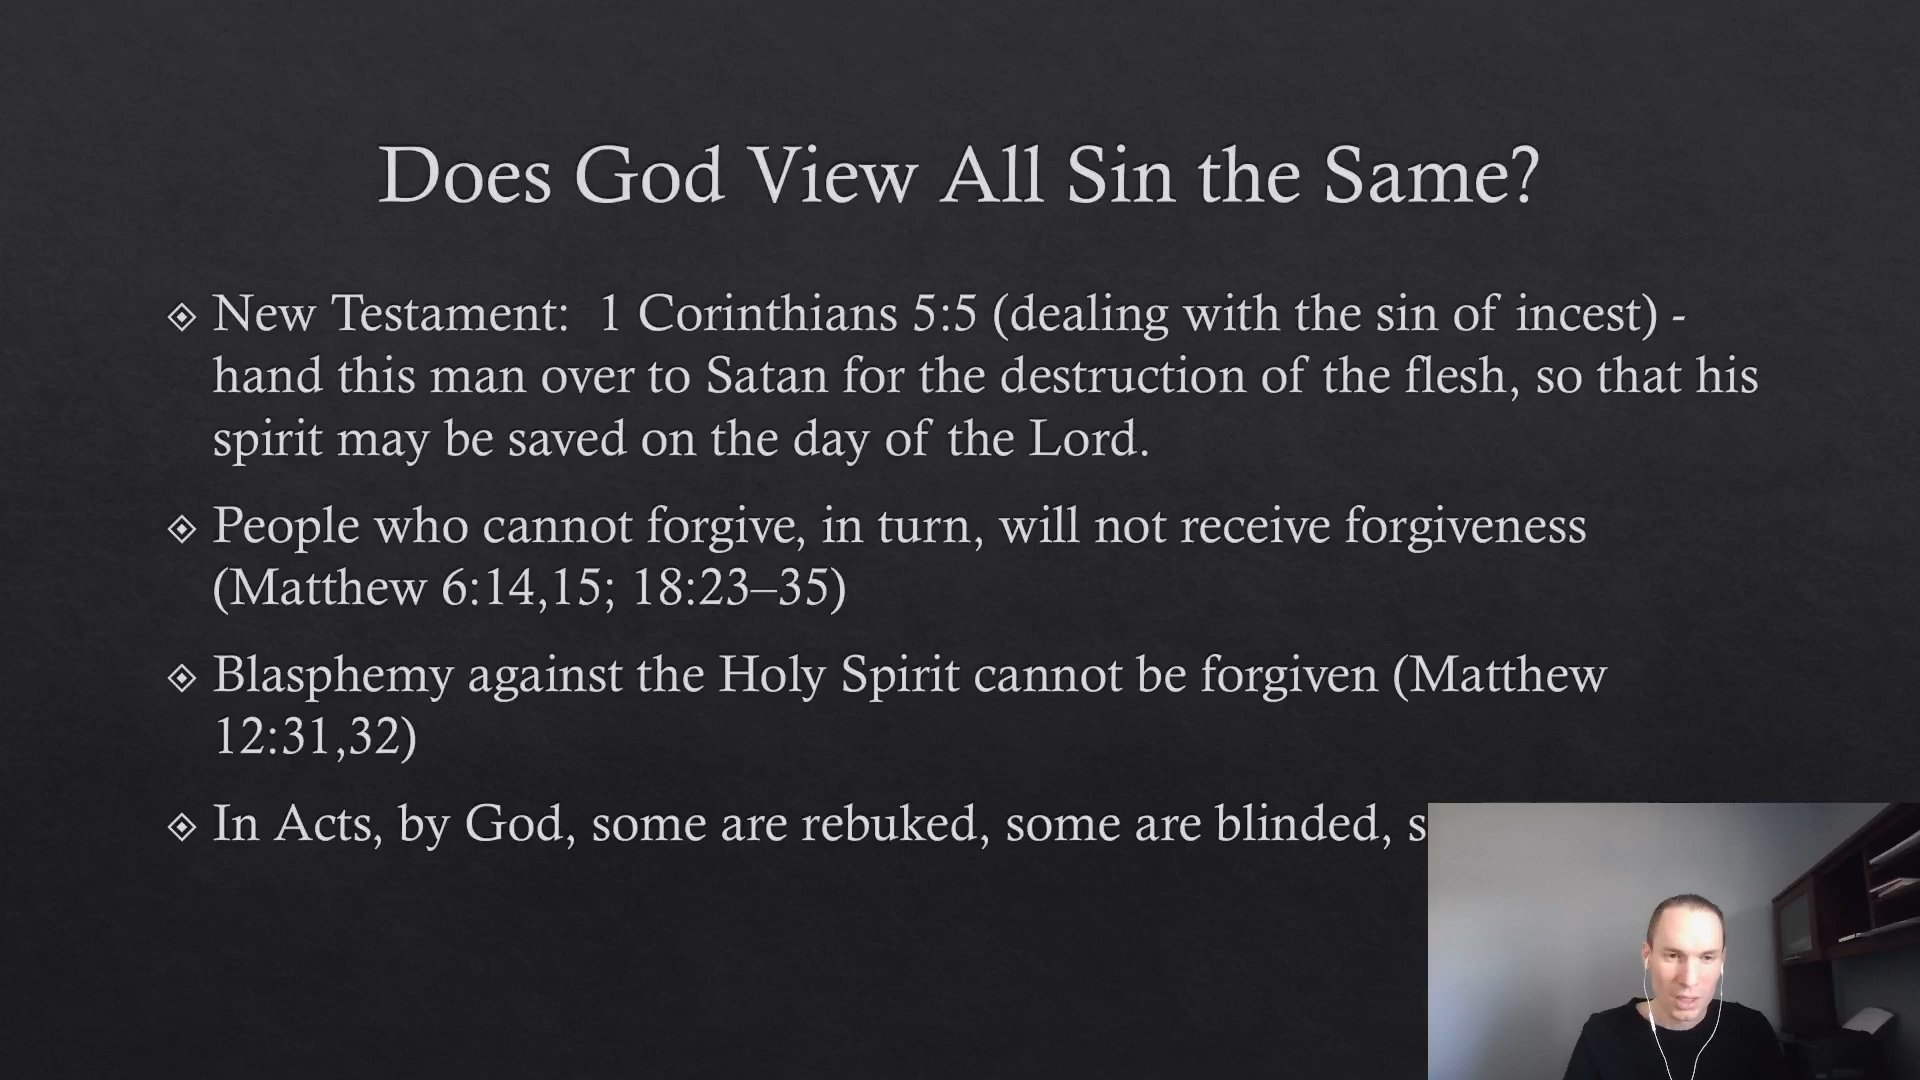 Does God View All Sin the Same?
New Testament:  1 Corinthians 5:5 (dealing with the sin of incest) -
hand this man over to Satan for the destruction of the flesh, so that his
spirit may be saved on the day of the Lord.
People who cannot forgive, in turn, will not receive forgiveness
(Matthew 6:14,15; 18:23–35)
Blasphemy against the Holy Spirit cannot be forgiven (Matthew
12:31,32)
In Acts, by God, some are rebuked, some are blinded,